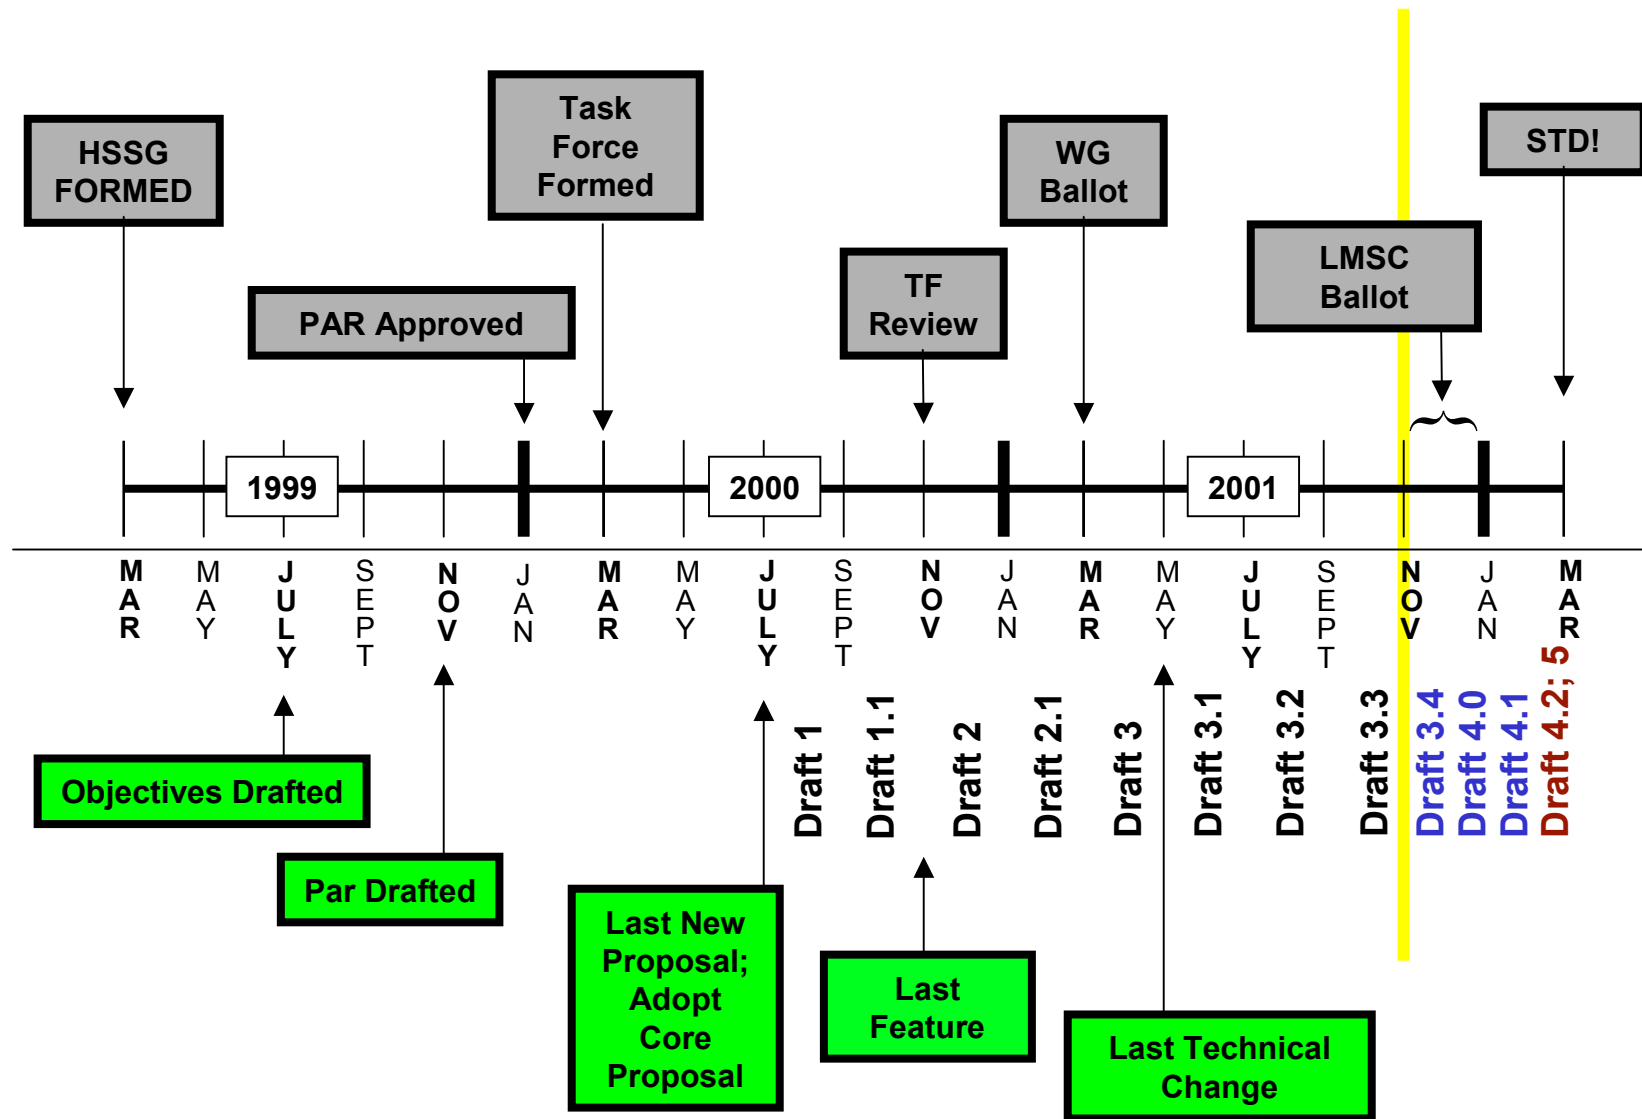 HSSG
FORMED
Task
Force
Formed
WG
Ballot
STD!
PAR Approved
TF
Review
LMSC
Ballot
1999
2000
2001
MAR
MAY
JULY
SEPT
NOV
JAN
MAR
MAY
JULY
SEPT
NOV
JAN
MAR
MAY
JULY
SEPT
NOV
JAN
MAR
Draft 1
Draft 1.1
Draft 2
Draft 2.1
Draft 3
Draft 3.1
Draft 3.2
Draft 3.3
Draft 3.4
Draft 4.0
Draft 4.1
Draft 4.2; 5
Objectives Drafted
Par Drafted
Last New
Proposal;
Adopt
Core
Proposal
Last
Feature
Last Technical
Change